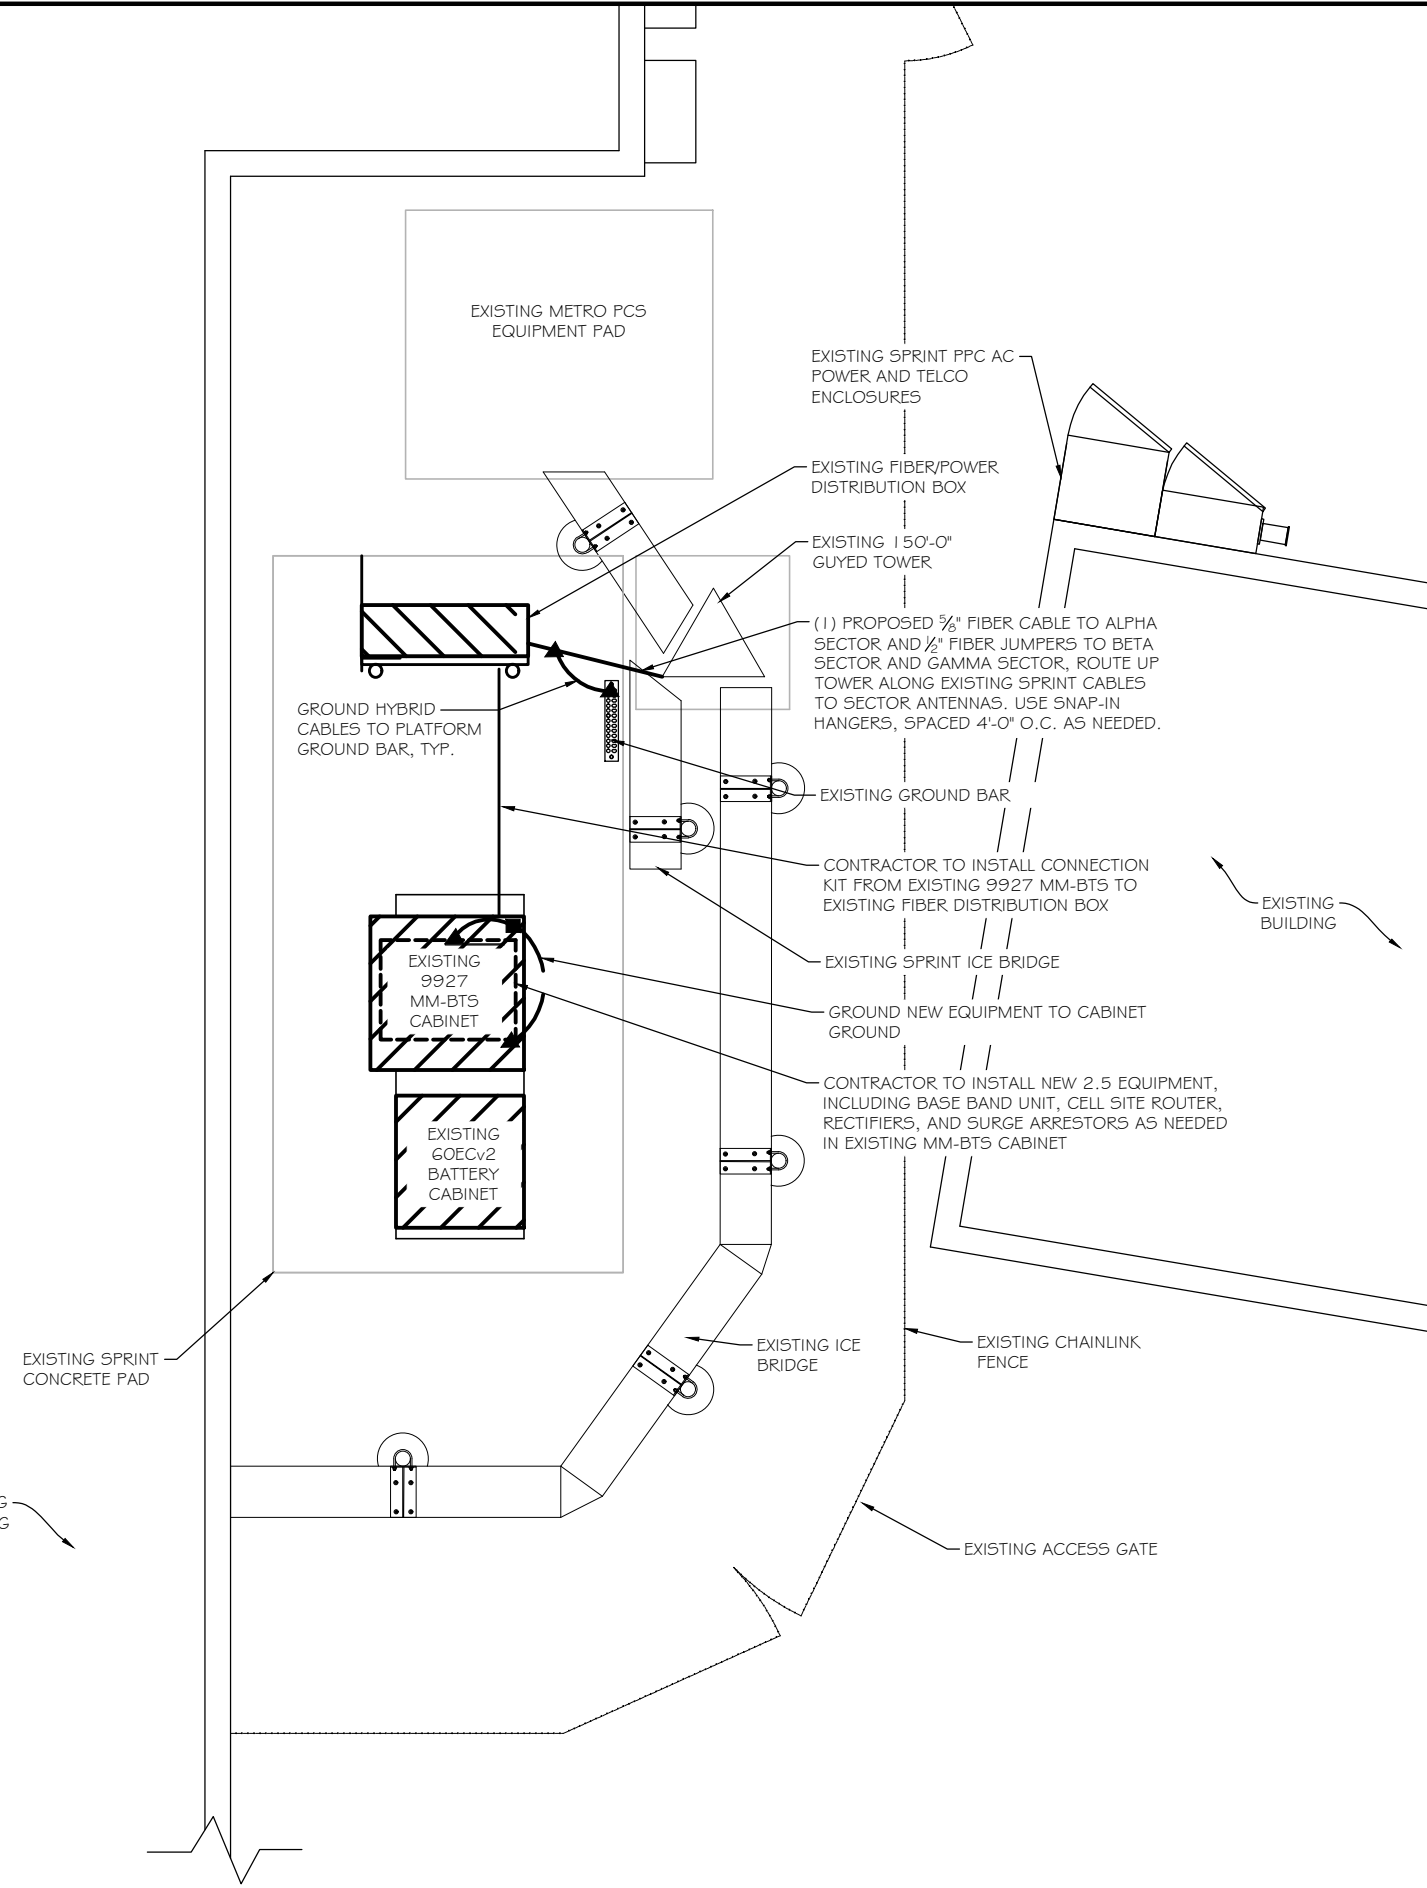 EXISTING METRO PCS
EQUIPMENT PAD
EXISTING SPRINT PPC AC
POWER AND TELCO
ENCLOSURES
EXISTING FIBER/POWER
DISTRIBUTION BOX
EXISTING 150'-0"
GUYED TOWER
(1) PROPOSED 5/8" FIBER CABLE TO ALPHA
SECTOR AND 1/2" FIBER JUMPERS TO BETA
SECTOR AND GAMMA SECTOR, ROUTE UP
TOWER ALONG EXISTING SPRINT CABLES
TO SECTOR ANTENNAS. USE SNAP-IN
HANGERS, SPACED 4'-0" O.C. AS NEEDED.
GROUND HYBRID
CABLES TO PLATFORM
GROUND BAR, TYP.
EXISTING GROUND BAR
CONTRACTOR TO INSTALL CONNECTION
KIT FROM EXISTING 9927 MM-BTS TO
EXISTING FIBER DISTRIBUTION BOX
EXISTING
BUILDING
EXISTING SPRINT ICE BRIDGE
EXISTING
9927
MM-BTS
CABINET
GROUND NEW EQUIPMENT TO CABINET
GROUND
CONTRACTOR TO INSTALL NEW 2.5 EQUIPMENT,
INCLUDING BASE BAND UNIT, CELL SITE ROUTER,
RECTIFIERS, AND SURGE ARRESTORS AS NEEDED
IN EXISTING MM-BTS CABINET
EXISTING
60ECv2
BATTERY
CABINET
EXISTING SPRINT
CONCRETE PAD
EXISTING ICE
BRIDGE
EXISTING CHAINLINK
FENCE
G
G
EXISTING ACCESS GATE